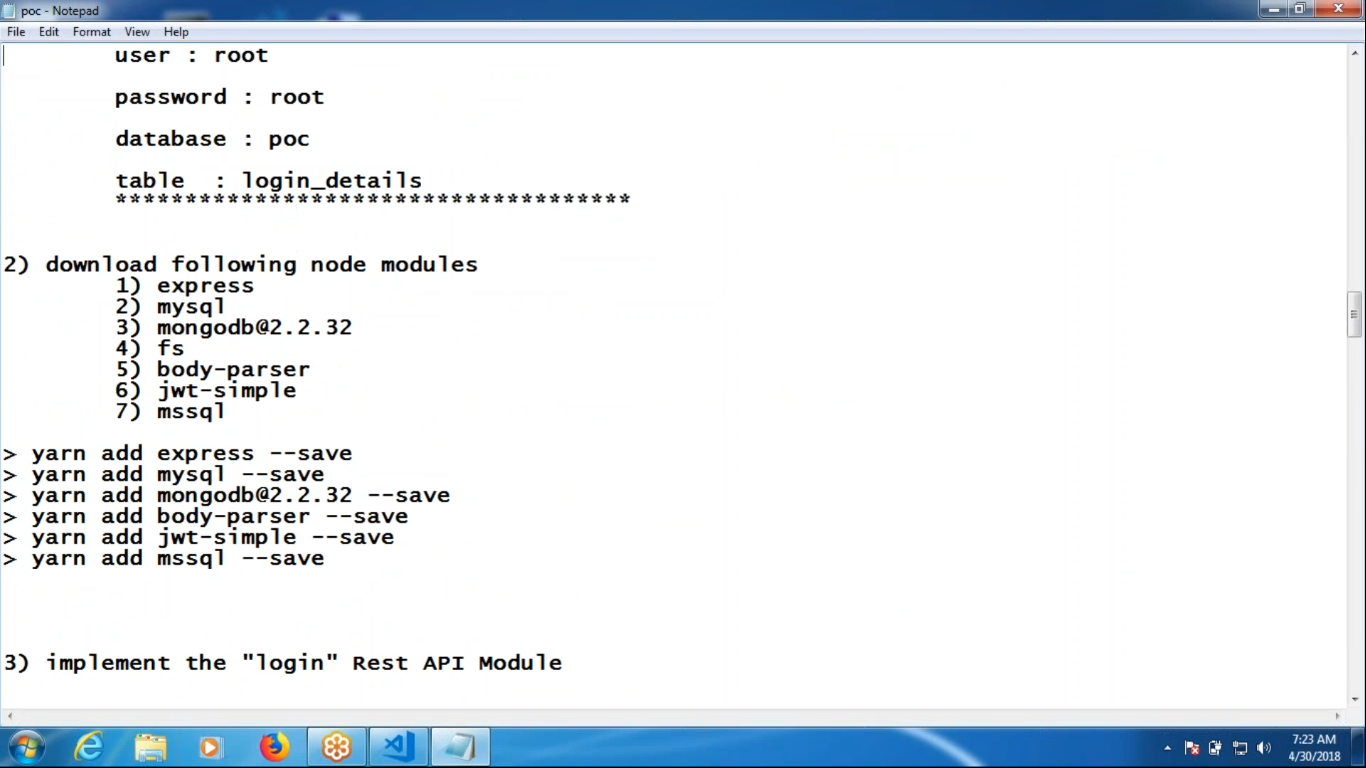 poc - Notepad
File Edit Format View Help
user : root
password : root
database : poc
table  : login_details
*************************************
2) download following node modules
1) express
2) mysql
3) mongodb@2.2.32
4) fs
5) body-parser
6) jwt-simple
7) mssql
> yarn add express --save
> yarn add mysql --save
> yarn add mongodb@2.2.32 --save
> yarn add body-parser --save
> yarn add jwt-simple --save
> yarn add mssql --save
3) implement the "login" Rest API Module
7:23 AM
4/30/2018